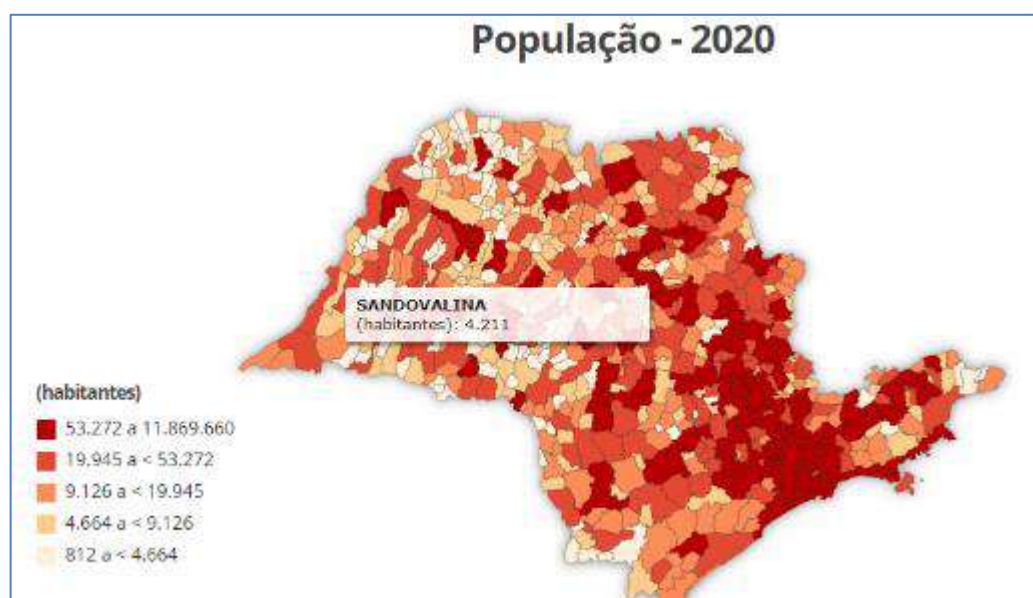 População - 2020
SANDOVALINA
(habitantes): 4.211
(habitantes)
53.272 a 11.869.660
19.945 a < 53.272
9.126 a < 19.945
4.664 a < 9.126
812 a < 4.664